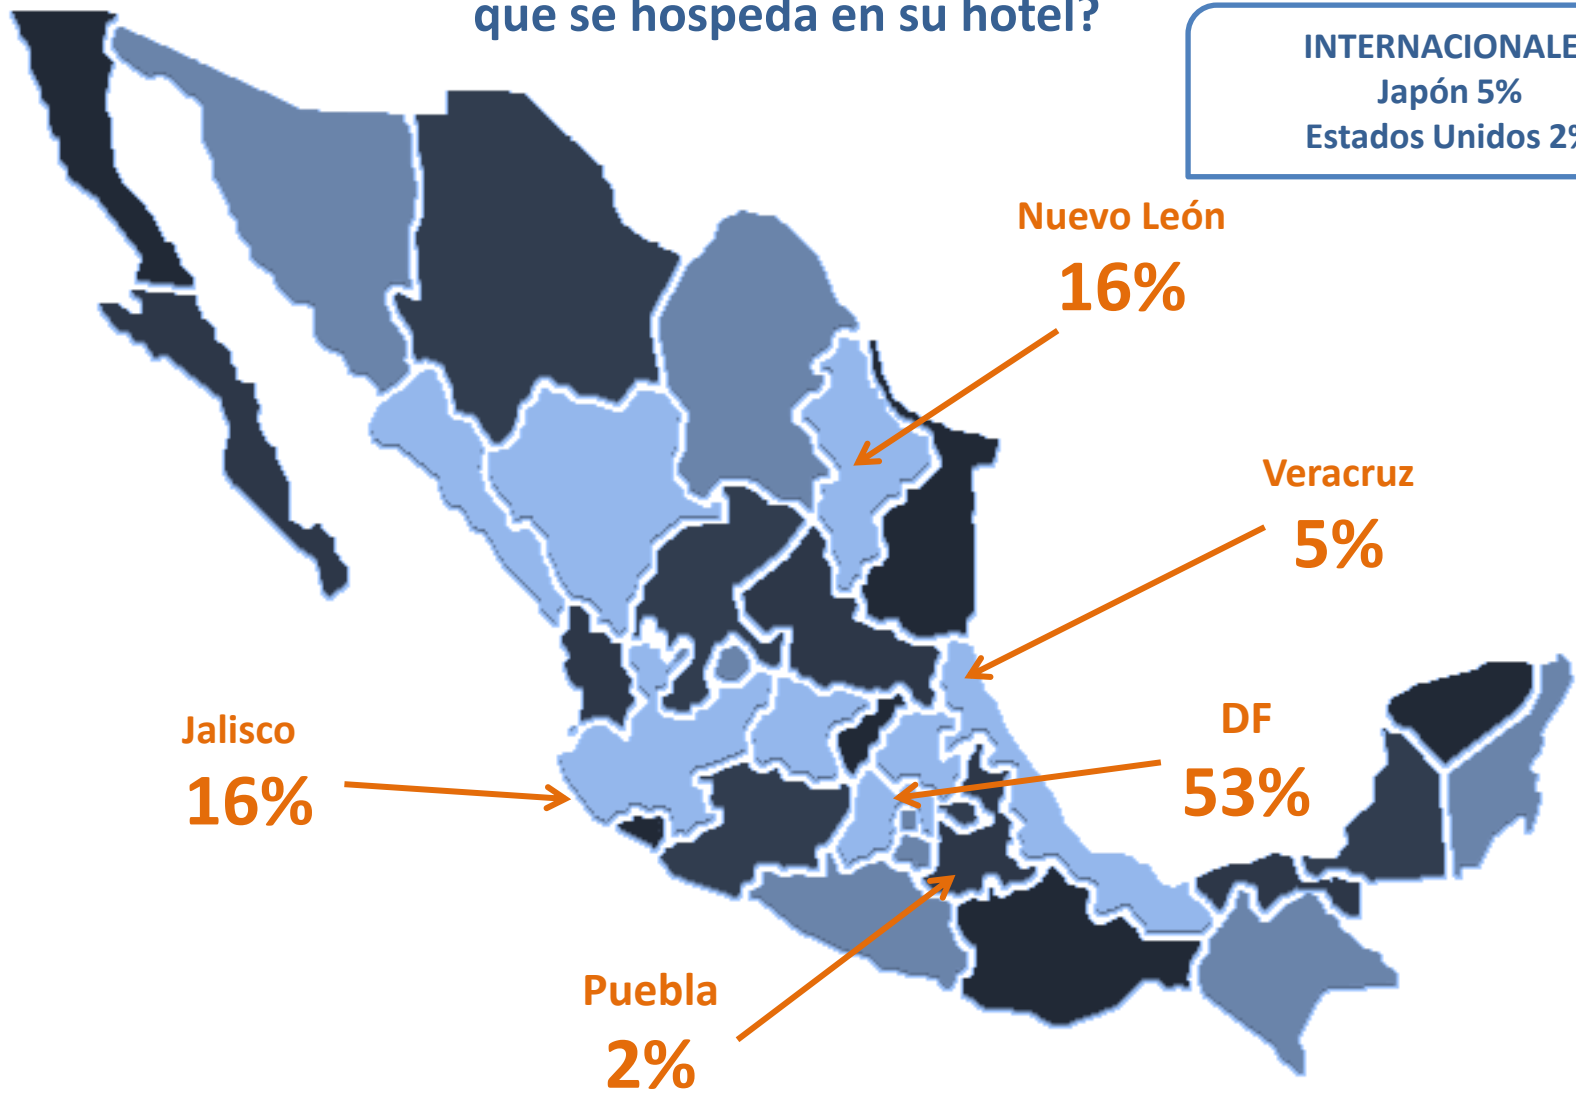 que se hospeda en su hotel?
INTERNACIONALE
Japón 5%
Estados Unidos 2%
Nuevo León
16%
Veracruz
5%
DF
53%
Jalisco
16%
Puebla
2%